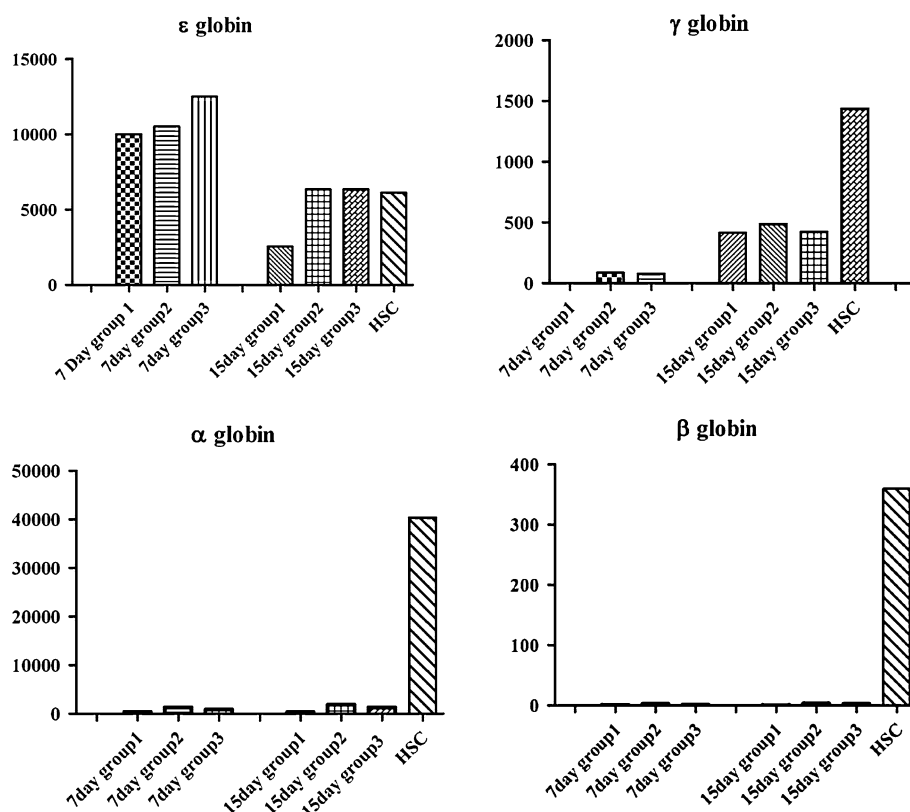 ε globin
15000
10000
5000
0
7 Day group1
7day group2
7day group3
15day group1
15day group2
15day group3
HSC
γ globin
2000
1500
1000
500
0
7day group1
7day group2
7day group3
15day group1
15day group2
15day group3
HSC
α globin
50000
40000
30000
20000
10000
0
7day group1
7day group2
7day group3
15day group1
15day group2
15day group3
HSC
β globin
400
300
200
100
0
7day group1
7day group2
7day group3
15day group1
15day group2
15day group3
HSC